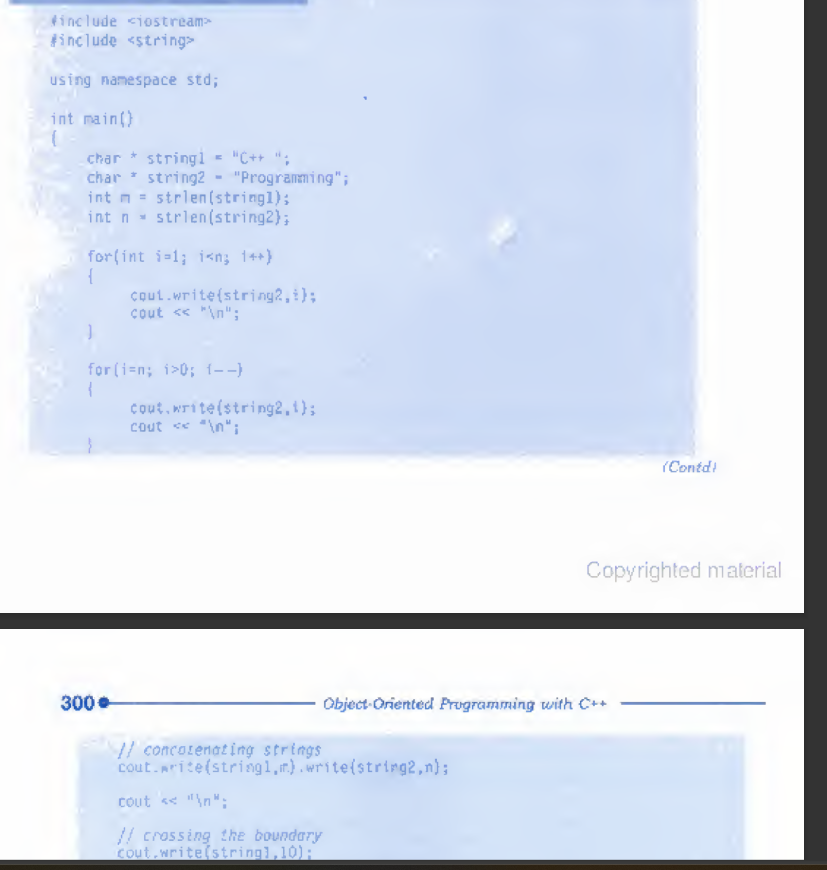 #include <iostream>
#include <string>
using namespace std;
int main()
{
char * string1 = "C++ ";
char * string2 = "Programming";
int m = strlen(string1);
int n = strlen(string2);
for(int i=1; i<n; i++)
{
cout.write(string2,i);
cout << "\n";
}
for(i=n; i>0; i--)
{
cout.write(string2,i);
cout << "\n";
}
(Contd)
Copyrighted material
300 Object-Oriented Programming with C++
// concatenating strings
cout.write(string1,m).write(string2,n);
cout << "\n";
// crossing the boundary
cout.write(string1,10);